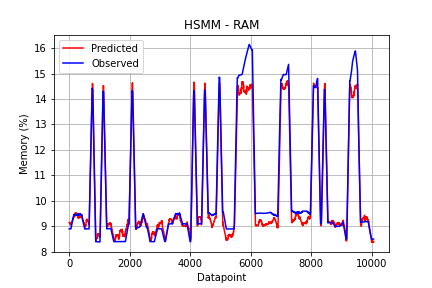 HSMM - RAM
Predicted
Observed
16
15
14
13
12
11
10
9
8
Memory (%)
0 2000 4000 6000 8000 10000
Datapoint